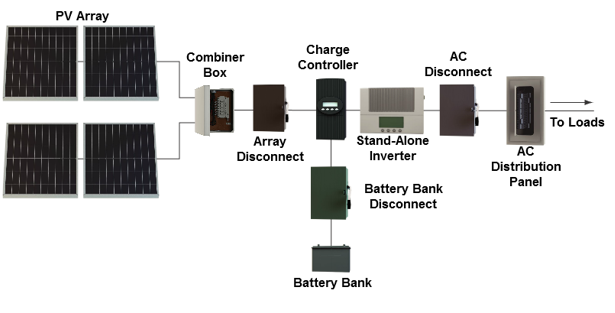 PV Array
Combiner
Box
Charge
Controller
AC
Disconnect
To Loads
Array
Disconnect
Stand-Alone
Inverter
AC
Distribution
Panel
Battery Bank
Disconnect
Battery Bank